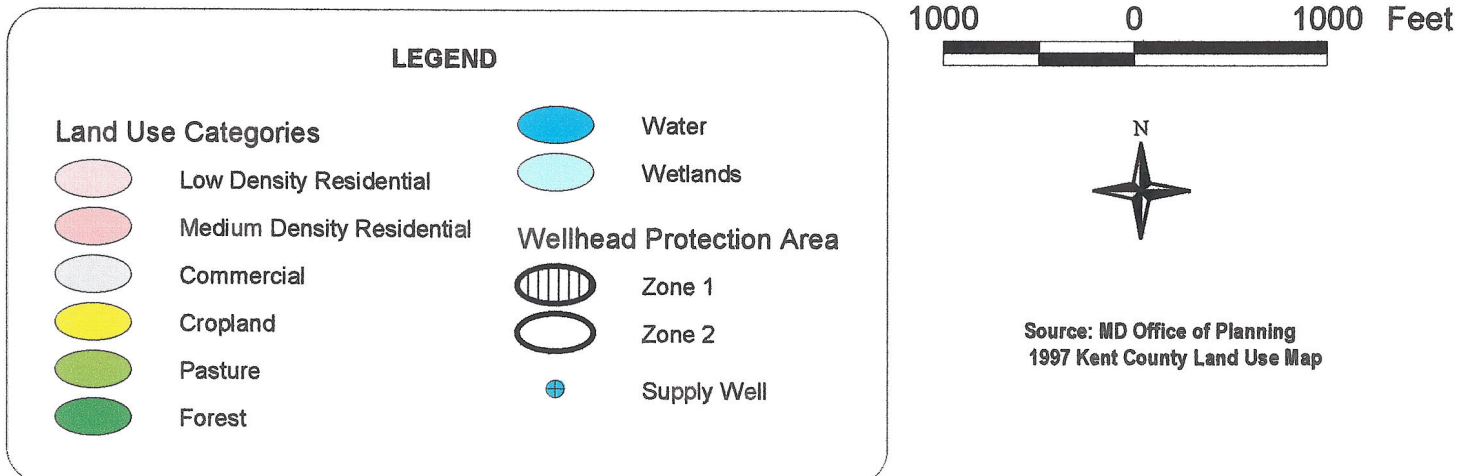 LEGEND
Land Use Categories
Low Density Residential
Medium Density Residential
Commercial
Cropland
Pasture
Forest
Water
Wetlands
Wellhead Protection Area
Zone 1
Zone 2
Supply Well
1000 0 1000 Feet
N
Source: MD Office of Planning
1997 Kent County Land Use Map